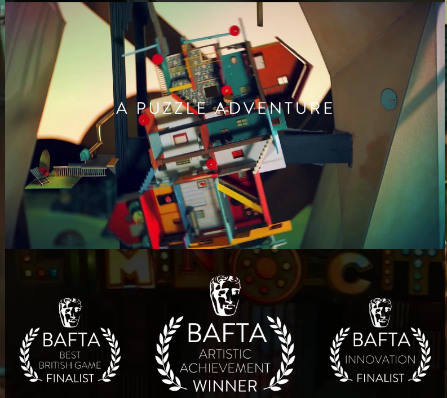 A PUZZLE ADVENTURE
BAFTA
BEST
BRITISH GAME
FINALIST
BAFTA
ARTISTIC
ACHIEVEMENT
WINNER
BAFTA
INNOVATION
FINALIST